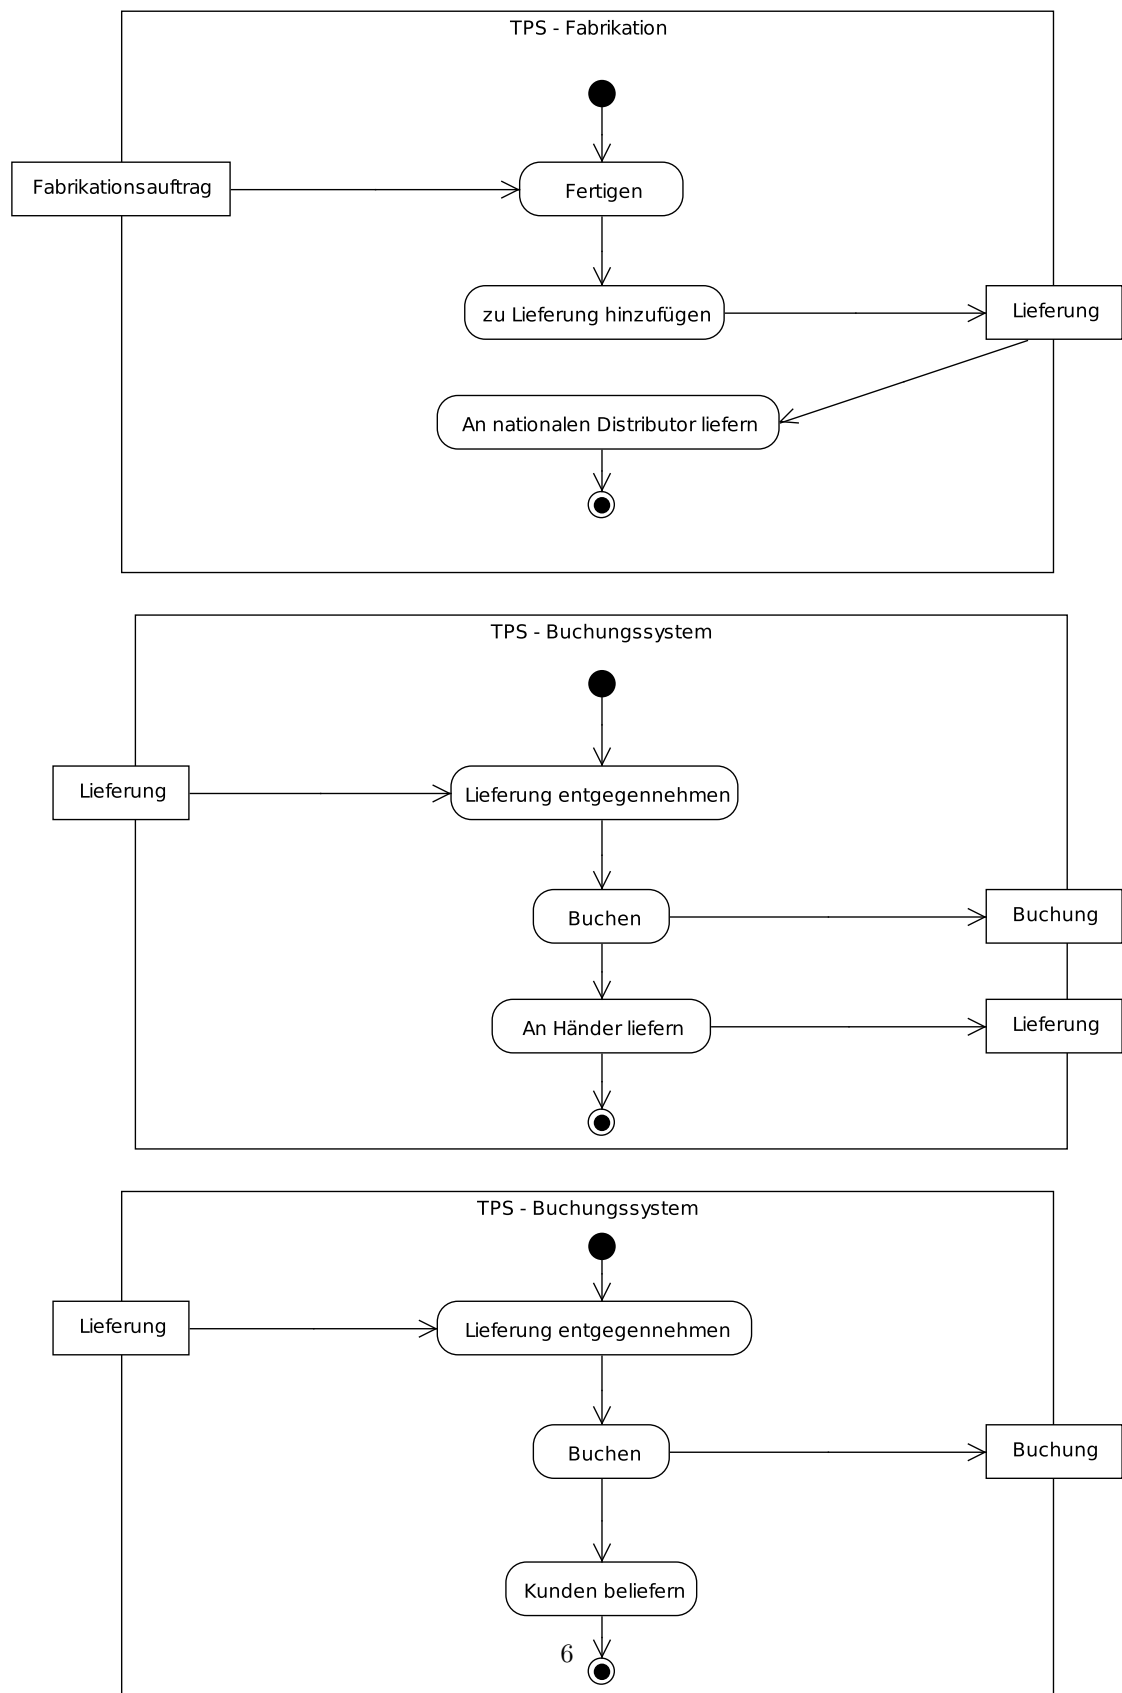 TPS - Fabrikation
Fabrikationsauftrag
Fertigen
zu Lieferung hinzufügen
Lieferung
An nationalen Distributor liefern
TPS - Buchungssystem
Lieferung
Lieferung entgegennehmen
Buchen
Buchung
An Händer liefern
Lieferung
TPS - Buchungssystem
Lieferung
Lieferung entgegennehmen
Buchen
Buchung
Kunden beliefern
6